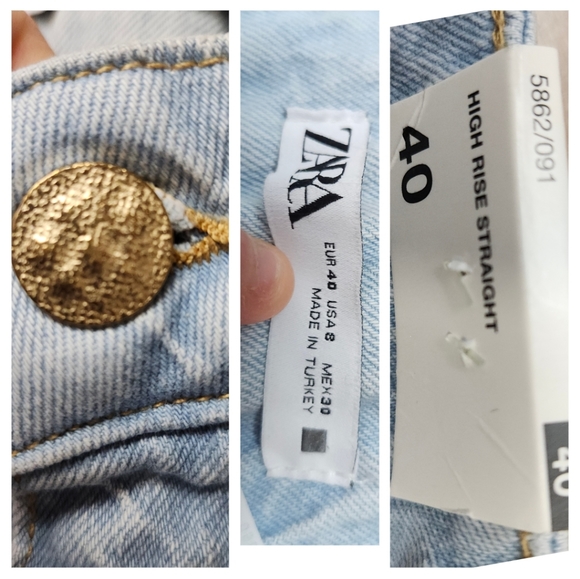 ZARA
EUR 40 USA 8 MEX 30
MADE IN TURKEY
5862/091
HIGH RISE STRAIGHT
40
40